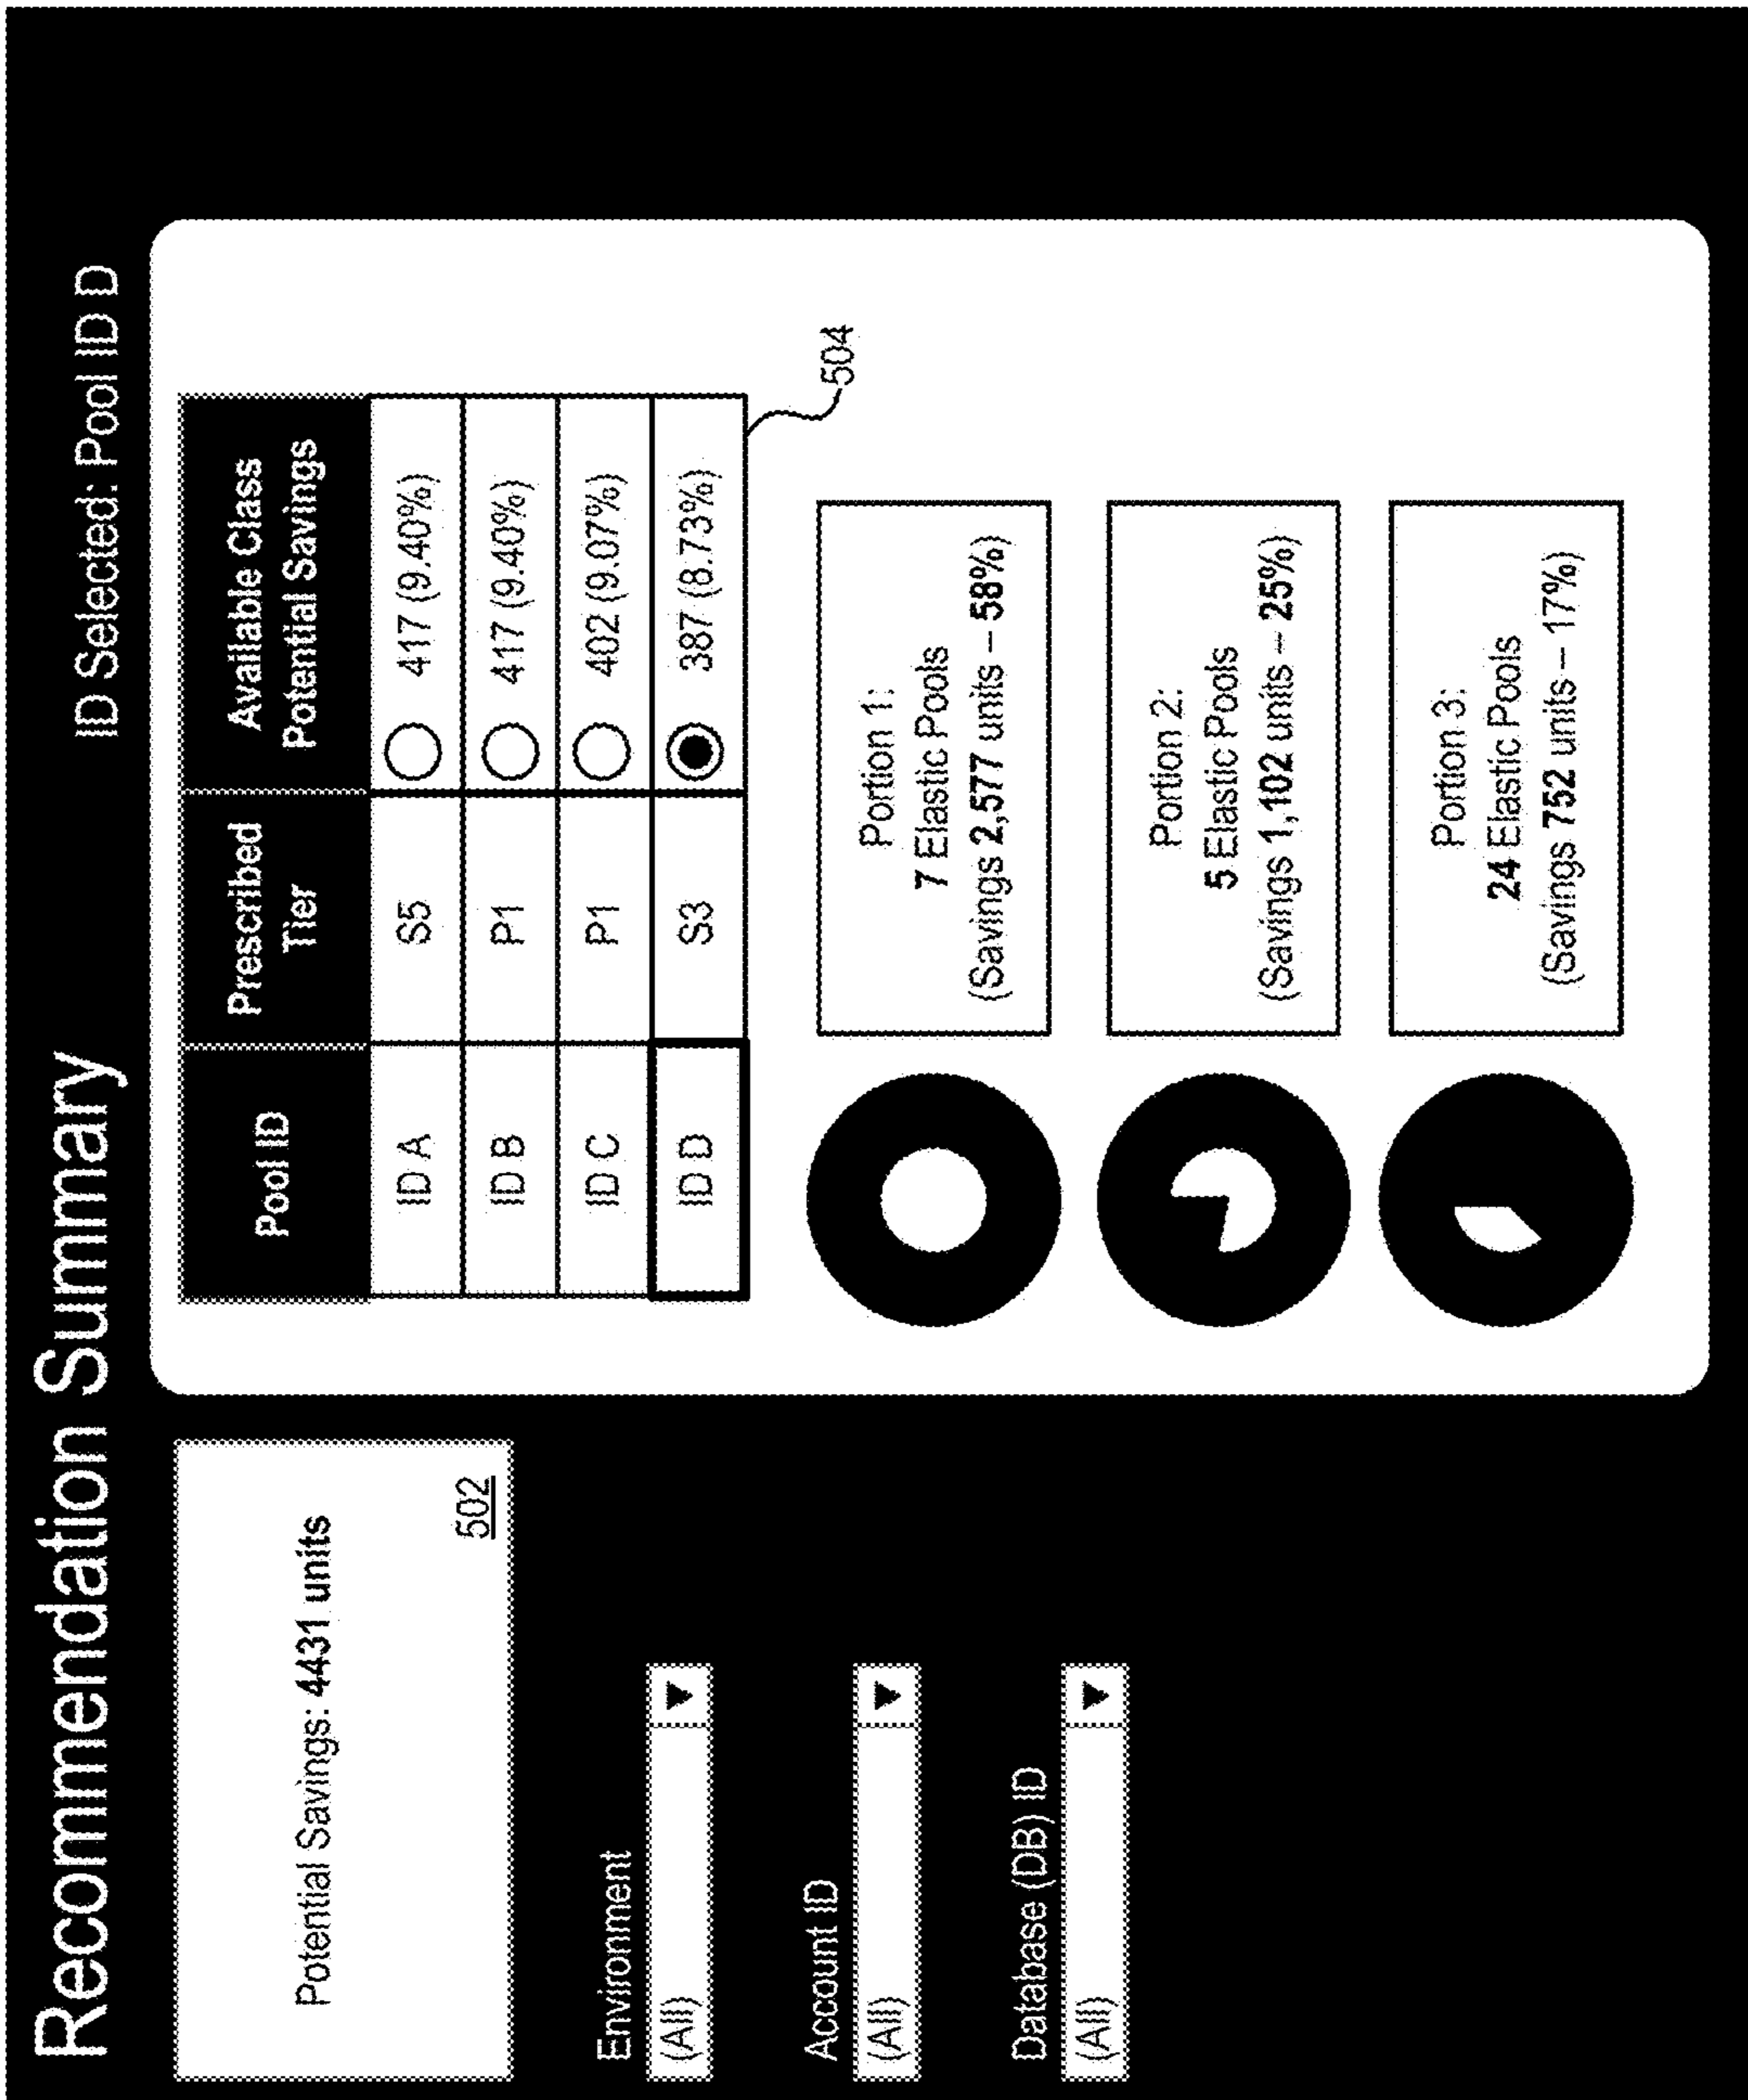 Recommendation Summary
ID Selected: Pool ID D
Potential Savings: 4431 units
502
Environment
(All)
Account ID
(All)
Database (DB) ID
(All)
Pool ID
Prescribed
Tier
Available Class
Potential Savings
ID A
S5
417 (9.40%)
ID B
P1
417 (9.40%)
ID C
P1
402 (9.07%)
ID D
S3
387 (8.73%)
504
Portion 1:
7 Elastic Pools
(Savings 2,577 units – 58%)
Portion 2:
5 Elastic Pools
(Savings 1,102 units – 25%)
Portion 3:
24 Elastic Pools
(Savings 752 units – 17%)